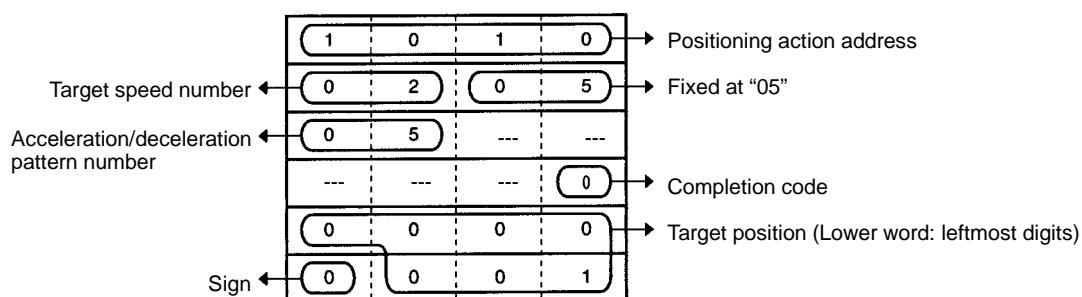 1 0 1 0 Positioning action address
Target speed number 0 2 0 5 Fixed at “05”
Acceleration/deceleration
pattern number
0 5 --- ---
--- --- --- 0 Completion code
0 0 0 0 Target position (Lower word: leftmost digits)
Sign 0 0 0 1